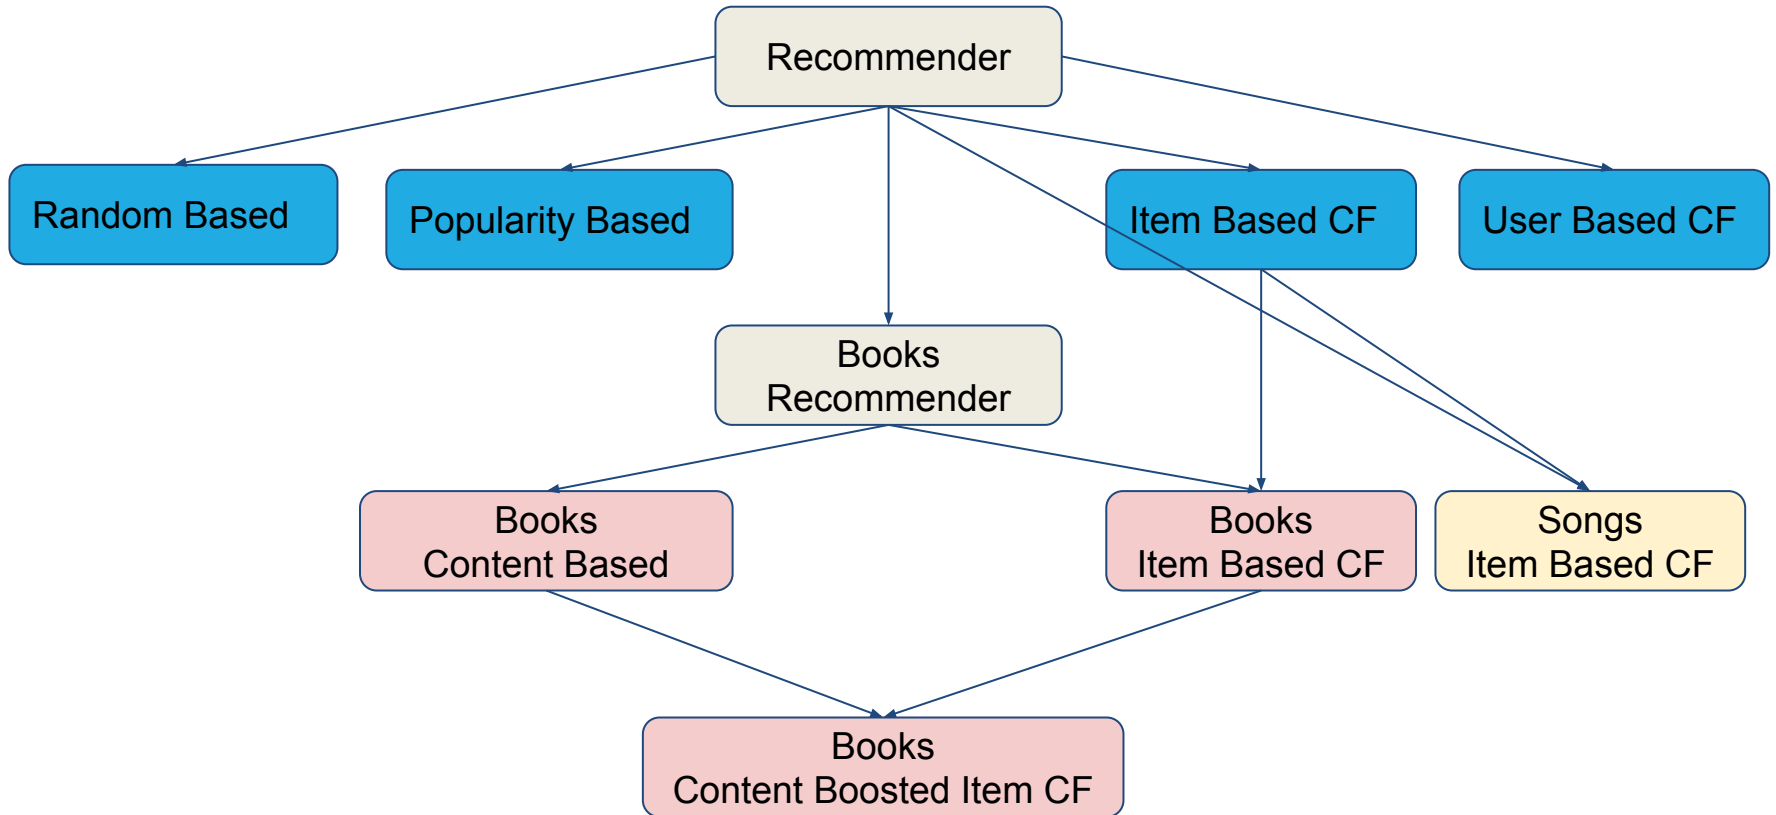 Recommender
Random Based
Popularity Based
Item Based CF
User Based CF
Books
Recommender
Books
Content Based
Books
Item Based CF
Songs
Item Based CF
Books
Content Boosted Item CF